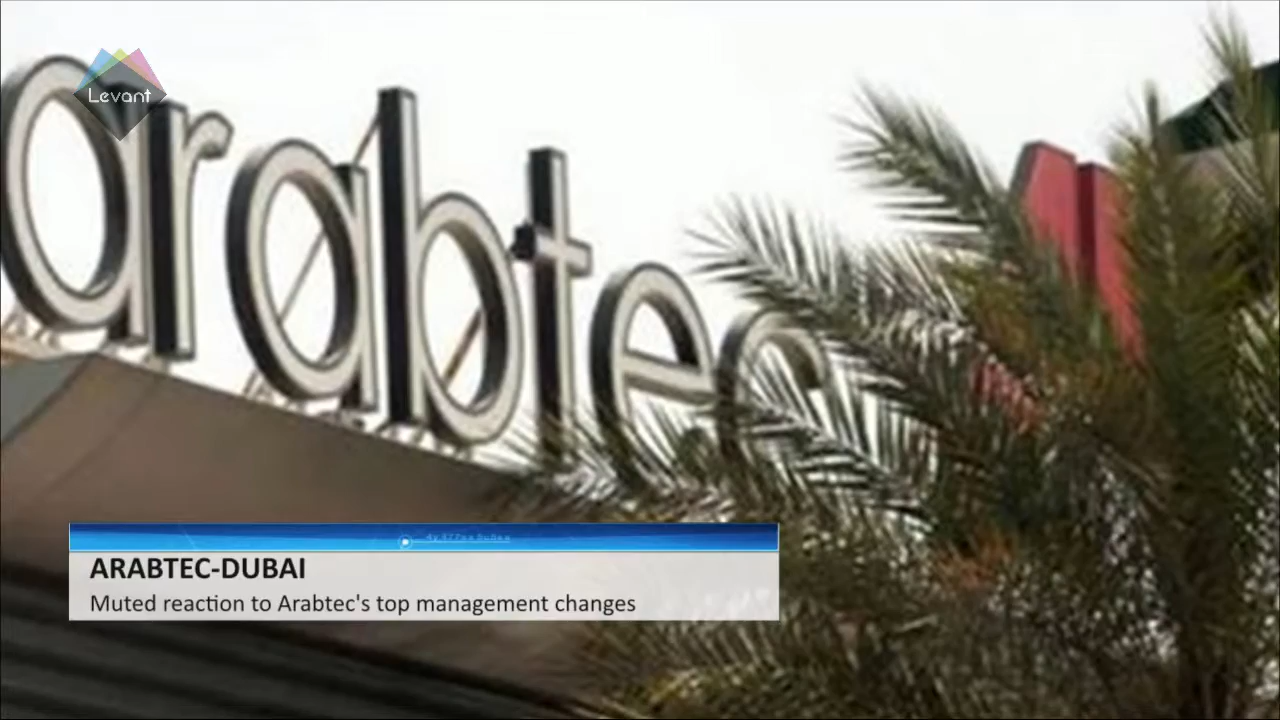 Levant
arabtec
ARABTEC-DUBAI
Muted reaction to Arabtec's top management changes